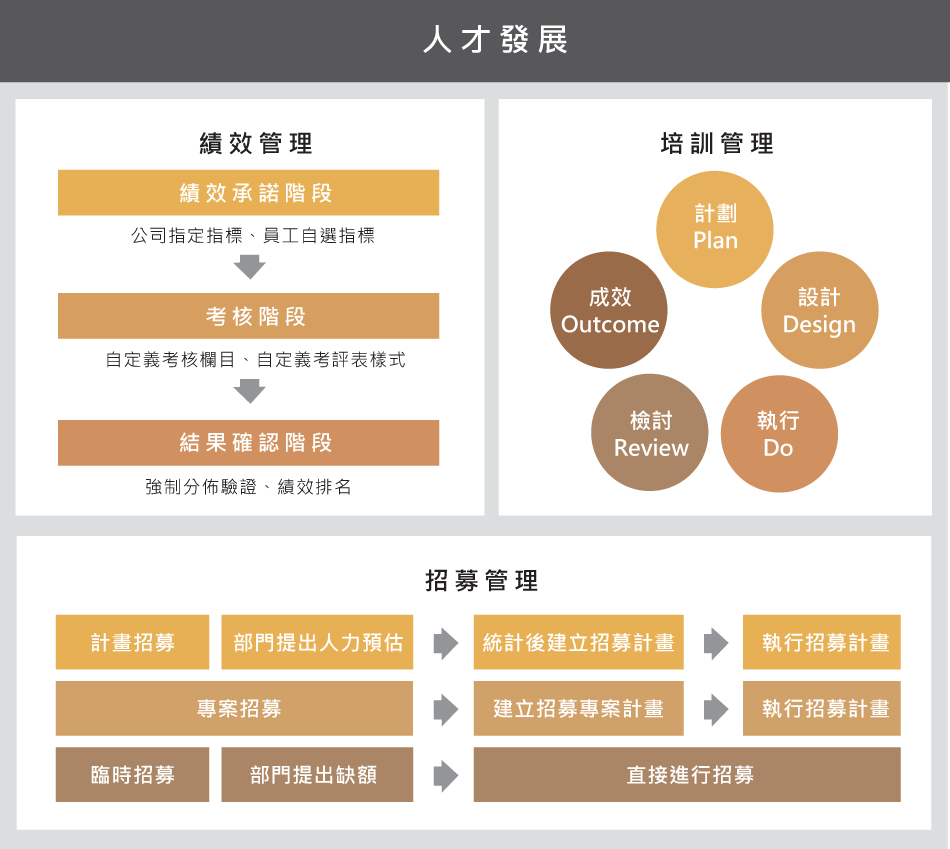 人才發展
績效管理
績效承諾階段
公司指定指標、員工自選指標
考核階段
自定義考核欄目、自定義考評表樣式
結果確認階段
強制分佈驗證、績效排名
培訓管理
計劃
Plan
設計
Design
執行
Do
檢討
Review
成效
Outcome
招募管理
計畫招募
部門提出人力預估
統計後建立招募計畫
執行招募計畫
專案招募
建立招募專案計畫
執行招募計畫
臨時招募
部門提出缺額
直接進行招募